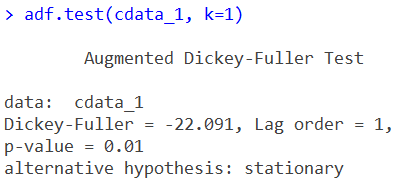 > adf.test(cdata_1, k=1)
Augmented Dickey-Fuller Test
data:  cdata_1
Dickey-Fuller = -22.091, Lag order = 1,
p-value = 0.01
alternative hypothesis: stationary